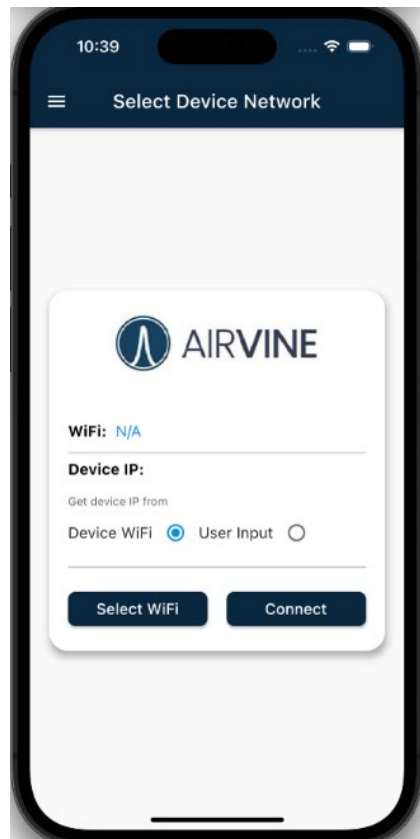 10:39
Select Device Network
AIRVINE
WiFi: N/A
Device IP:
Get device IP from
Device WiFi User Input
Select WiFi Connect